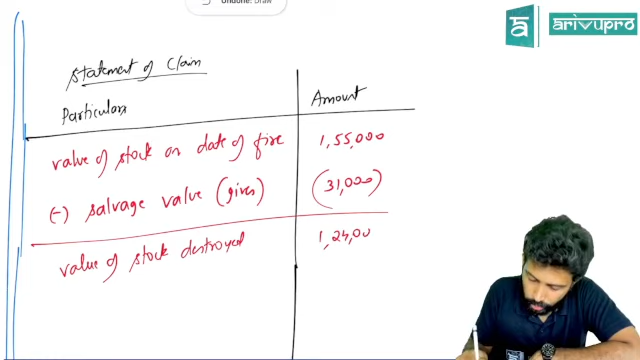 Undone: Draw
ā arivupro
Statement of Claim
Particulars Amount
value of stock on date of fire 1,55,000
(-) salvage value (given) (31,000)
value of stock destroyed 1,24,00